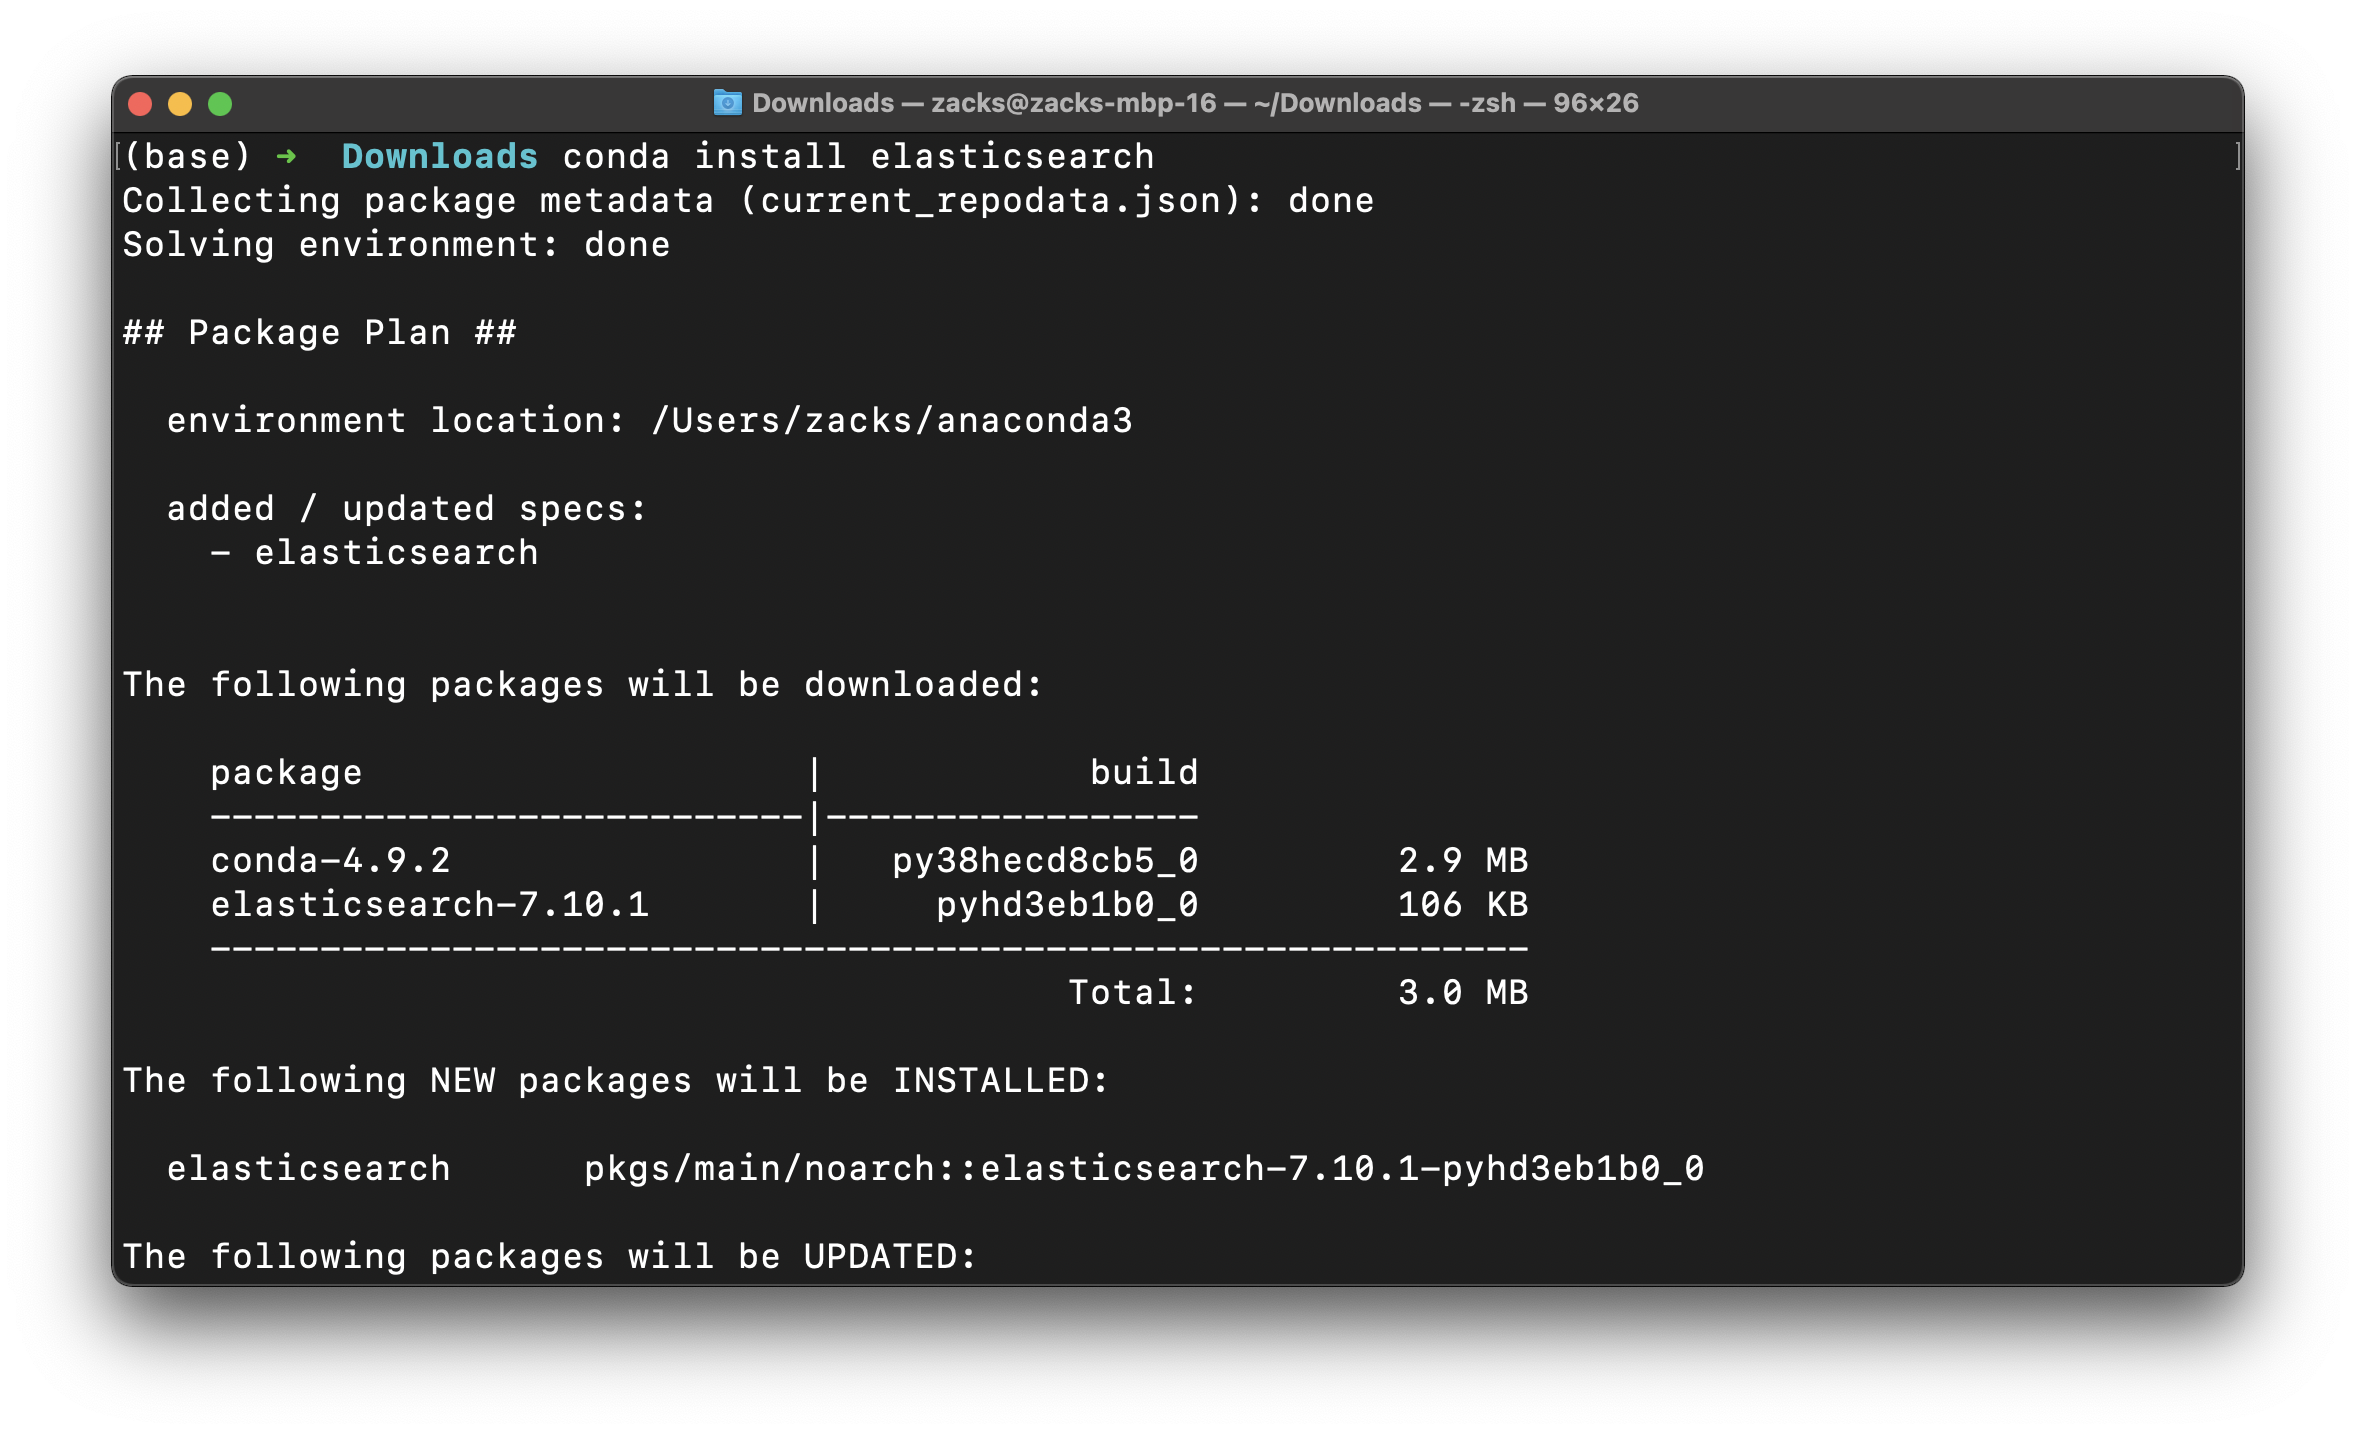 Downloads — zacks@zacks-mbp-16 — ~/Downloads — -zsh — 96×26
(base) ➜  Downloads conda install elasticsearch
Collecting package metadata (current_repodata.json): done
Solving environment: done
## Package Plan ##
  environment location: /Users/zacks/anaconda3
  added / updated specs:
    - elasticsearch
The following packages will be downloaded:
    package                    |            build
    ---------------------------|-----------------
    conda-4.9.2                |   py38hecd8cb5_0         2.9 MB
    elasticsearch-7.10.1       |     pyhd3eb1b0_0         106 KB
    ------------------------------------------------------------
                                           Total:         3.0 MB
The following NEW packages will be INSTALLED:
  elasticsearch      pkgs/main/noarch::elasticsearch-7.10.1-pyhd3eb1b0_0
The following packages will be UPDATED: